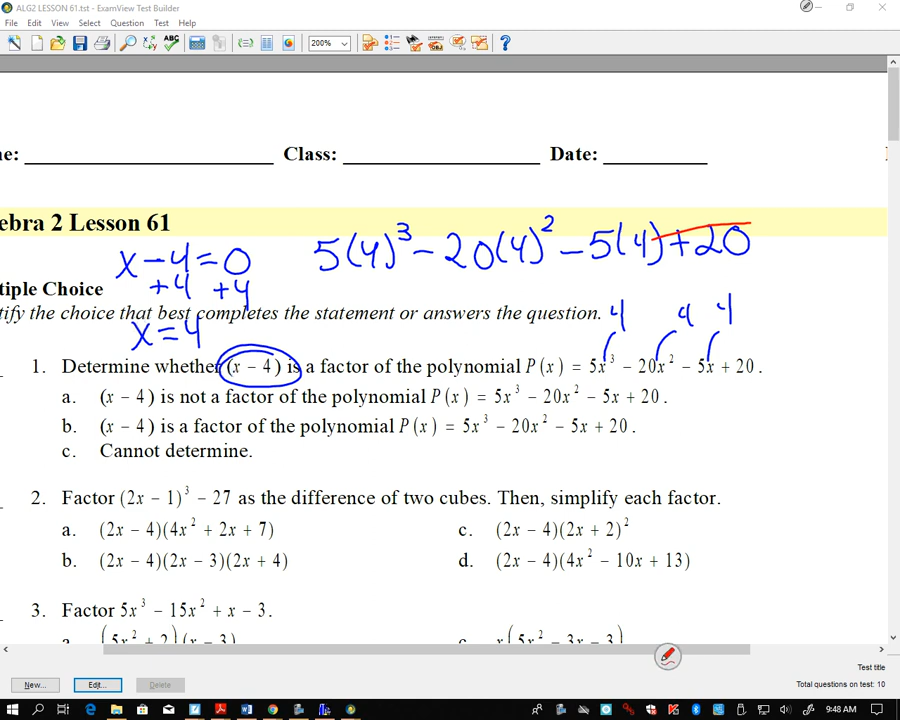 ALG2 LESSON 61.tst - ExamView Test Builder
File Edit View Select Question Test Help
200%
ne: Class: Date:
ebra 2 Lesson 61
x-4=0 5(4)³ - 20(4)² - 5(4) + 20
+4 +4
tiple Choice
tify the choice that best completes the statement or answers the question.
x=4 4 4 4
1. Determine whether (x − 4) is a factor of the polynomial P(x) = 5x³ − 20x² − 5x + 20.
a. (x − 4) is not a factor of the polynomial P(x) = 5x³ − 20x² − 5x + 20.
b. (x − 4) is a factor of the polynomial P(x) = 5x³ − 20x² − 5x + 20.
c. Cannot determine.
2. Factor (2x − 1)³ − 27 as the difference of two cubes. Then, simplify each factor.
a. (2x − 4)(4x² + 2x + 7) c. (2x − 4)(2x + 2)²
b. (2x − 4)(2x − 3)(2x + 4) d. (2x − 4)(4x² − 10x + 13)
3. Factor 5x³ − 15x² + x − 3.
Test title
New... Edit... Delete Total questions on test: 10
9:48 AM